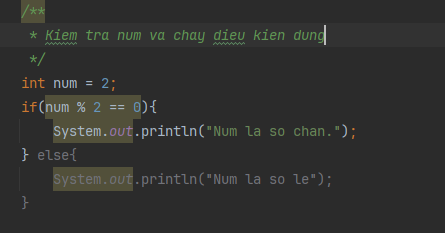 /**
 * Kiem tra num va chay dieu kien dung
 */
int num = 2;
if(num % 2 == 0){
    System.out.println("Num la so chan.");
} else{
    System.out.println("Num la so le");
}